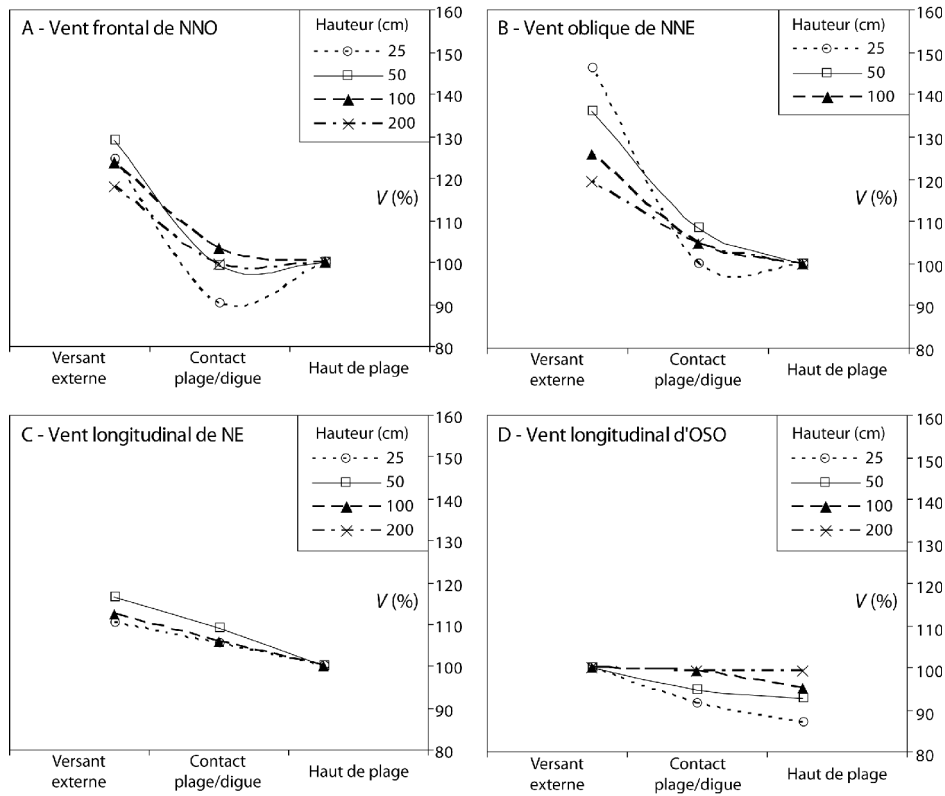 A - Vent frontal de NNO
Hauteur (cm)
25
50
100
200
V (%)
160
150
140
130
120
110
100
90
80
Versant externe
Contact plage/digue
Haut de plage
B - Vent oblique de NNE
Hauteur (cm)
25
50
100
V (%)
160
150
140
130
120
110
100
90
80
Versant externe
Contact plage/digue
Haut de plage
C - Vent longitudinal de NE
Hauteur (cm)
25
50
100
200
V (%)
160
150
140
130
120
110
100
90
80
Versant externe
Contact plage/digue
Haut de plage
D - Vent longitudinal d'OSO
Hauteur (cm)
25
50
100
200
V (%)
160
150
140
130
120
110
100
90
80
Versant externe
Contact plage/digue
Haut de plage